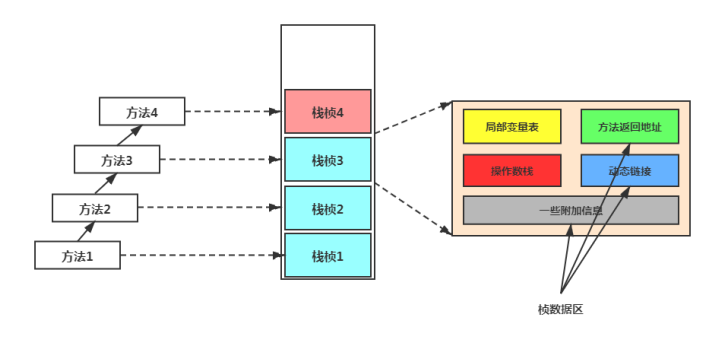 方法4
方法3
方法2
方法1
栈桢4
栈桢3
栈桢2
栈桢1
局部变量表
方法返回地址
操作数栈
动态链接
一些附加信息
桢数据区